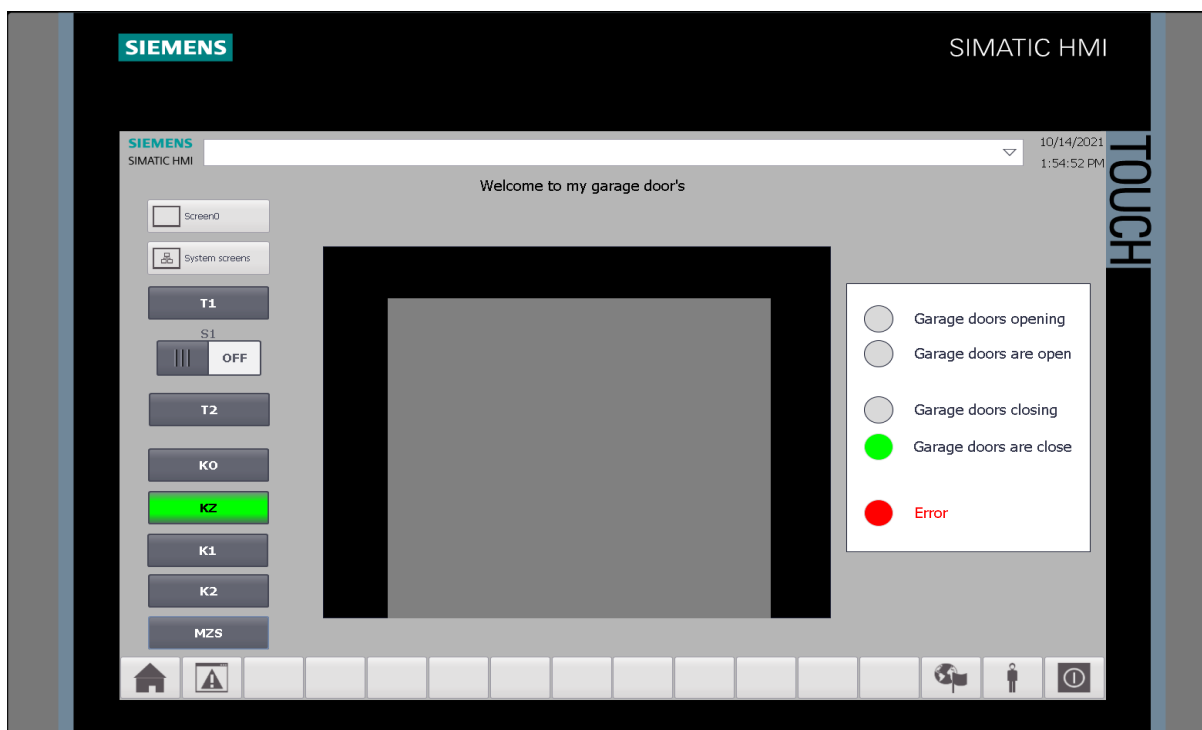 SIEMENS
SIMATIC HMI
TOUCH
SIEMENS
SIMATIC HMI
10/14/2021
1:54:52 PM
Welcome to my garage door's
Screen0
System screens
T1
S1
OFF
T2
KO
KZ
K1
K2
MZS
Garage doors opening
Garage doors are open
Garage doors closing
Garage doors are close
Error